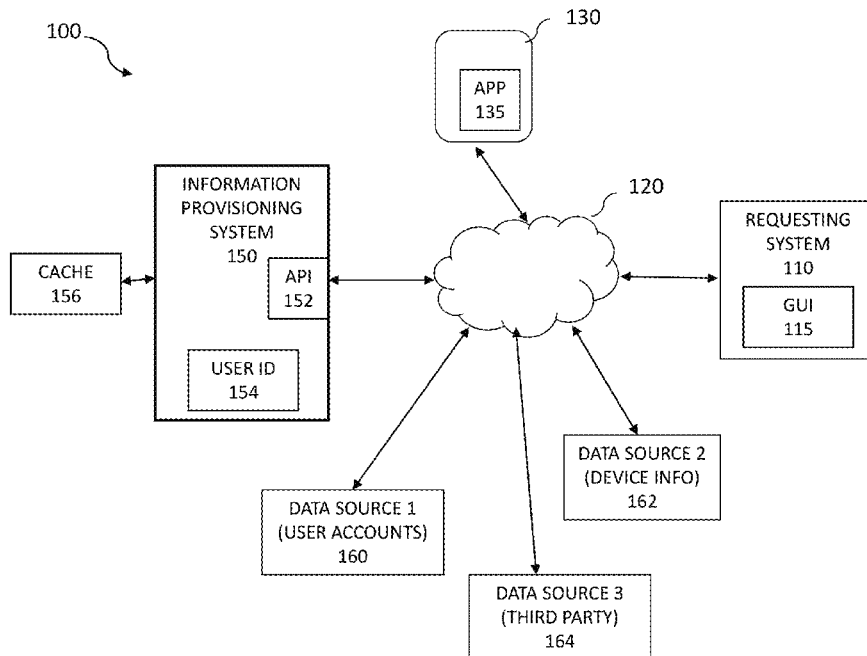 100
130
APP
135
120
INFORMATION
PROVISIONING
SYSTEM
150
API
152
USER ID
154
CACHE
156
REQUESTING
SYSTEM
110
GUI
115
DATA SOURCE 1
(USER ACCOUNTS)
160
DATA SOURCE 2
(DEVICE INFO)
162
DATA SOURCE 3
(THIRD PARTY)
164